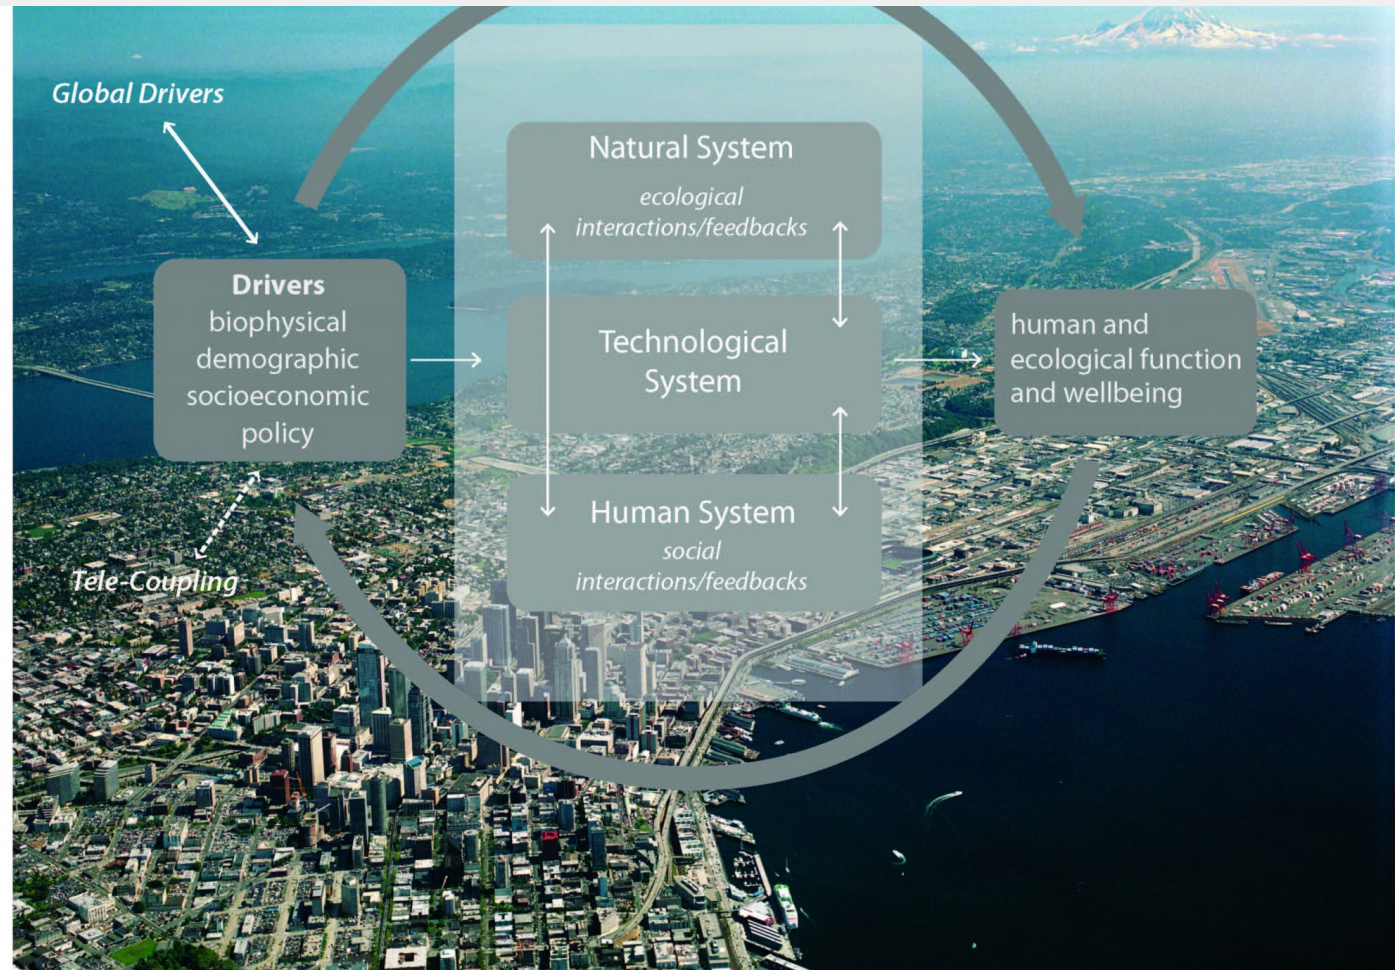 Global Drivers
Natural System
ecological
interactions/feedbacks
Drivers
biophysical
demographic
socioeconomic
policy
Technological
System
human and
ecological function
and wellbeing
Human System
social
interactions/feedbacks
Tele-Coupling